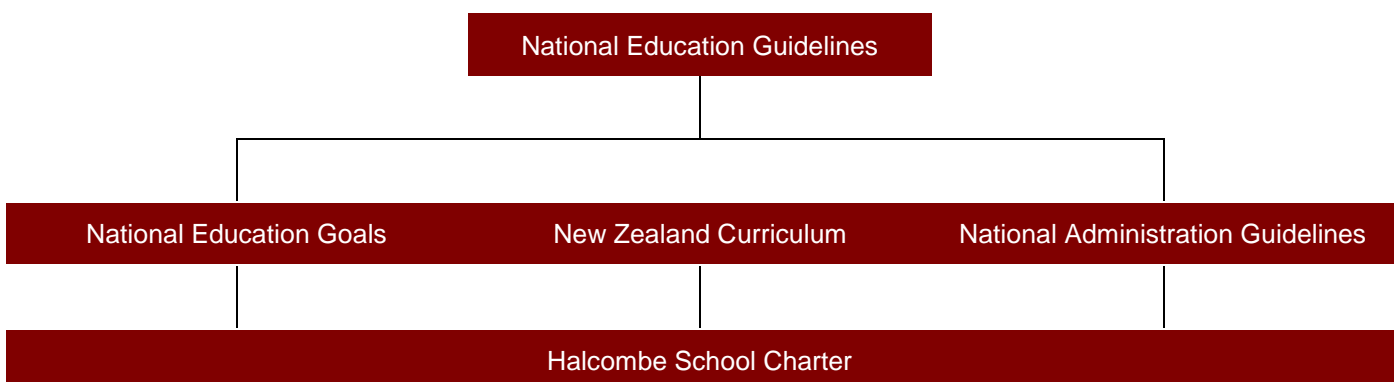 National Education Guidelines
National Education Goals
New Zealand Curriculum
National Administration Guidelines
Halcombe School Charter